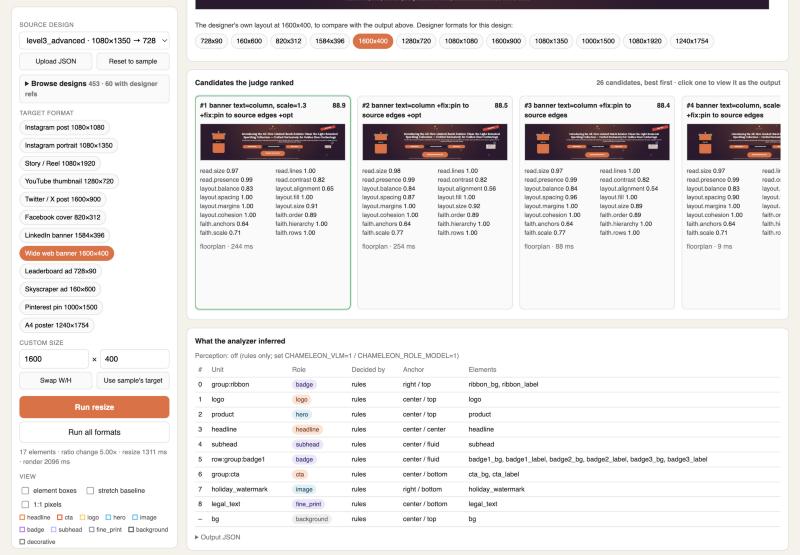 SOURCE DESIGN
level3_advanced · 1080×1350 → 728
Upload JSON
Reset to sample
▸ Browse designs 453 · 60 with designer refs
TARGET FORMAT
Instagram post 1080×1080
Instagram portrait 1080×1350
Story / Reel 1080×1920
YouTube thumbnail 1280×720
Twitter / X post 1600×900
Facebook cover 820×312
LinkedIn banner 1584×396
Wide web banner 1600×400
Leaderboard ad 728×90
Skyscraper ad 160×600
Pinterest pin 1000×1500
A4 poster 1240×1754
CUSTOM SIZE
1600 × 400
Swap W/H
Use sample's target
Run resize
Run all formats
17 elements · ratio change 5.00x · resize 1311 ms
· render 2096 ms
VIEW
element boxes
stretch baseline
1:1 pixels
headline cta logo hero image
badge subhead fine_print background
decorative
The designer's own layout at 1600x400, to compare with the output above. Designer formats for this design:
728x90 160x600 820x312 1584x396 1600x400 1280x720 1080x1080 1600x900 1080x1350 1000x1500 1080x1920 1240x1754
Candidates the judge ranked
26 candidates, best first · click one to view it as the output
#1 banner text=column, scale=1.3 +fix:pin to source edges +opt 88.9
read.size 0.97 read.lines 1.00
read.presence 0.99 read.contrast 0.82
layout.balance 0.83 layout.alignment 0.65
layout.spacing 1.00 layout.fill 1.00
layout.margins 1.00 layout.size 0.91
layout.cohesion 1.00 faith.order 0.89
faith.anchors 0.64 faith.hierarchy 1.00
faith.scale 0.71 faith.rows 1.00
floorplan · 244 ms
#2 banner text=column +fix:pin to source edges +opt 88.5
read.size 0.98 read.lines 1.00
read.presence 0.99 read.contrast 0.82
layout.balance 0.84 layout.alignment 0.56
layout.spacing 0.87 layout.fill 1.00
layout.margins 1.00 layout.size 0.92
layout.cohesion 1.00 faith.order 0.89
faith.anchors 0.64 faith.hierarchy 1.00
faith.scale 0.77 faith.rows 1.00
floorplan · 254 ms
#3 banner text=column +fix:pin to source edges 88.4
read.size 0.97 read.lines 1.00
read.presence 0.99 read.contrast 0.82
layout.balance 0.84 layout.alignment 0.54
layout.spacing 0.96 layout.fill 1.00
layout.margins 1.00 layout.size 0.89
layout.cohesion 1.00 faith.order 0.89
faith.anchors 0.64 faith.hierarchy 1.00
faith.scale 0.77 faith.rows 1.00
floorplan · 88 ms
#4 banner text=column, scale
+fix:pin to source edges
read.size 0.97 read.li
read.presence 0.99 read.c
layout.balance 0.84 layout
layout.spacing 1.00 layout
layout.margins 1.00 layout
layout.cohesion 1.00 faith.o
faith.anchors 0.64 faith.h
faith.scale 0.71 faith.r
floorplan · 9 ms
What the analyzer inferred
Perception: off (rules only; set CHAMELEON_VLM=1 / CHAMELEON_ROLE_MODEL=1)
# Unit Role Decided by Anchor Elements
0 group:ribbon badge rules right / top ribbon_bg, ribbon_label
1 logo logo rules center / top logo
2 product hero rules center / top product
3 headline headline rules center / center headline
4 subhead subhead rules center / fluid subhead
5 row:group:badge1 badge rules center / fluid badge1_bg, badge1_label, badge2_bg, badge2_label, badge3_bg, badge3_label
6 group:cta cta rules center / bottom cta_bg, cta_label
7 holiday_watermark image rules right / bottom holiday_watermark
8 legal_text fine_print rules center / bottom legal_text
– bg background rules center / top bg
▸ Output JSON